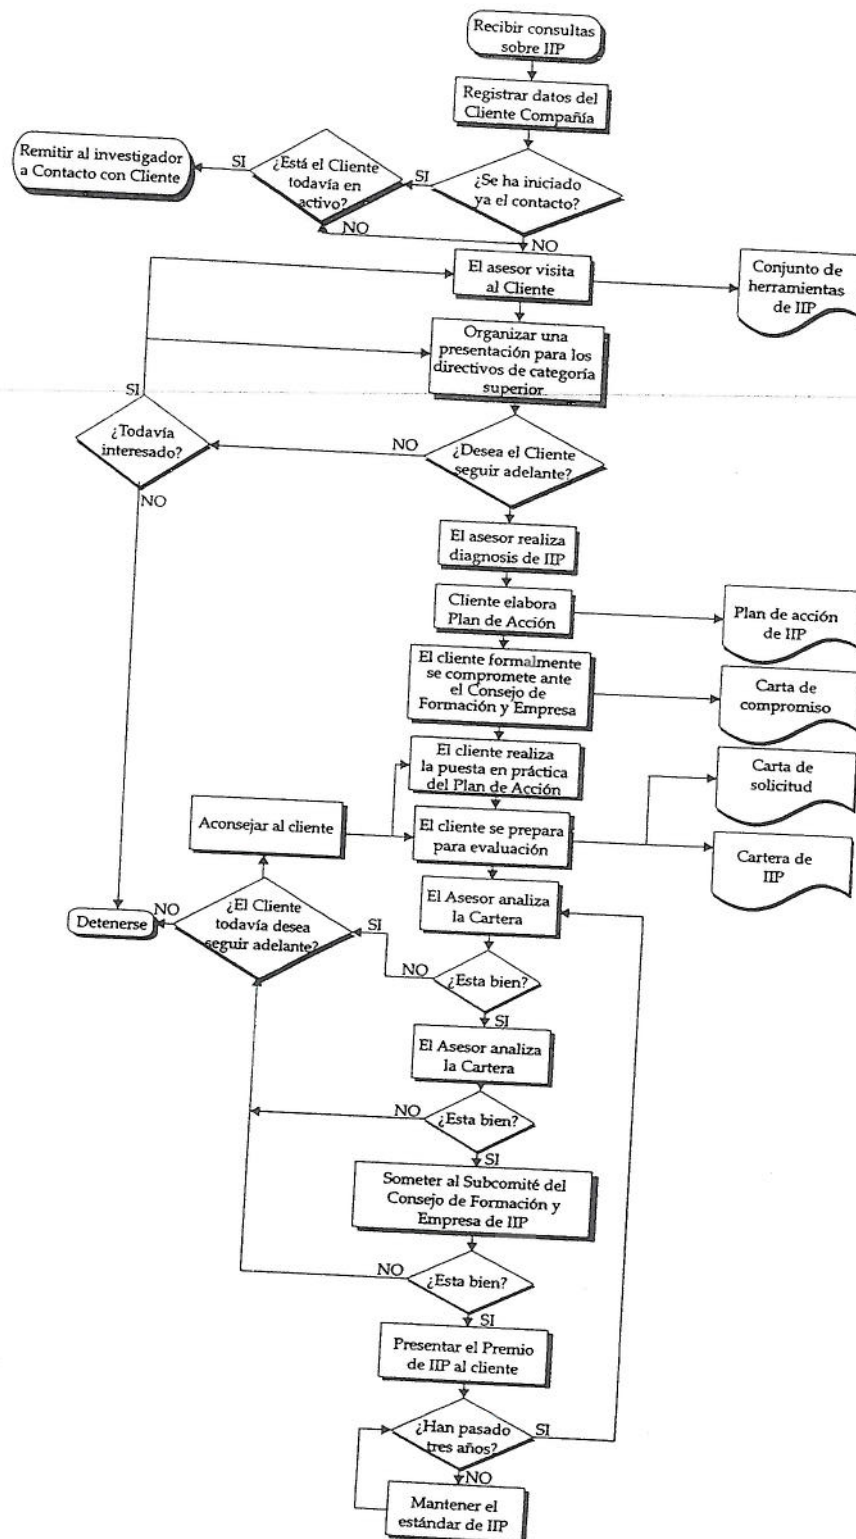 Recibir consultas
sobre IIP
Registrar datos del
Cliente Compañía
¿Se ha iniciado
ya el contacto?
SI
¿Está el Cliente
todavía en
activo?
SI
Remitir al investigador
a Contacto con Cliente
NO
NO
El asesor visita
al Cliente
Conjunto de
herramientas
de IIP
Organizar una
presentación para los
directivos de categoría
superior
SI
¿Todavía
interesado?
NO
NO
¿Desea el Cliente
seguir adelante?
El asesor realiza
diagnosis de IIP
Cliente elabora
Plan de Acción
Plan de acción
de IIP
El cliente formalmente
se compromete ante
el Consejo de
Formación y Empresa
Carta de
compromiso
El cliente realiza
la puesta en práctica
del Plan de Acción
Carta de
solicitud
Aconsejar al cliente
El cliente se prepara
para evaluación
Cartera de
IIP
El Asesor analiza
la Cartera
Detenerse
NO
¿El Cliente
todavía desea
seguir adelante?
SI
NO
¿Esta bien?
SI
El Asesor analiza
la Cartera
NO
¿Esta bien?
SI
Someter al Subcomité del
Consejo de Formación y
Empresa de IIP
NO
¿Esta bien?
SI
Presentar el Premio
de IIP al cliente
¿Han pasado
tres años?
SI
NO
Mantener el
estándar de IIP